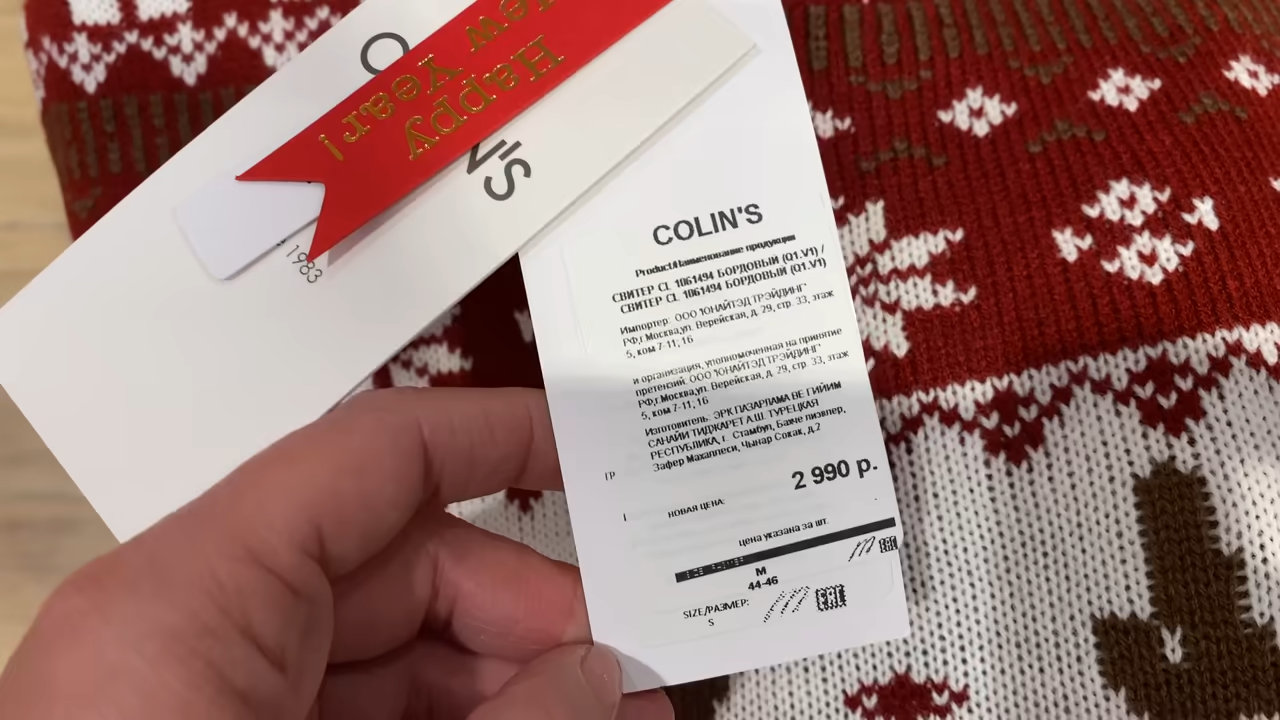 Happy
New Year!
N'S
1983
COLIN'S
Product/Наименование продукции
СВИТЕР CL 1061494 БОРДОВЫЙ (Q1.V1) /
СВИТЕР CL 1061494 БОРДОВЫЙ (Q1.V1)
Импортер: ООО "ЮНАЙТЭД ТРЭЙДИНГ"
РФ,г.Москва,ул. Верейская, д. 29, стр. 33, этаж
5, ком 7-11, 16
и организация, уполномоченная на принятие
претензий. ООО "ЮНАЙТЭД ТРЭЙДИНГ"
РФ,г.Москва,ул. Верейская, д. 29, стр. 33, этаж
5, ком 7-11, 16
Изготовитель: ЭРК ПАЗАРЛАМА ВЕ ГИЙИМ
САНАЙИ ТИДЖАРЕТ А.Ш. ТУРЕЦКАЯ
РЕСПУБЛИКА, г. Стамбул, Бахче лиэвлер,
Зафер Махаллеси, Чынар Сокак, д.2
2 990 р.
НОВАЯ ЦЕНА:
цена указана за шт.
M
44-46
EAC
SIZE/РАЗМЕР:
S
EAC